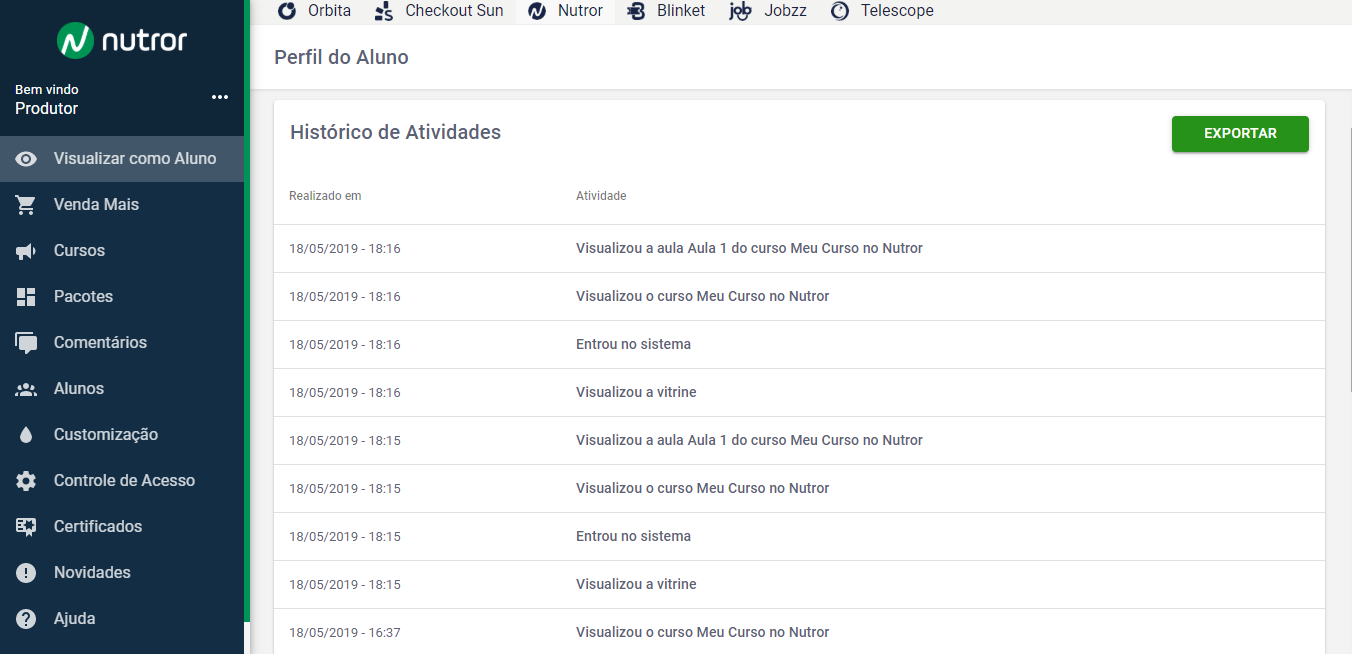 Orbita Checkout Sun Nutror Blinket Jobzz Telescope
nutror
Bem vindo
Produtor
Visualizar como Aluno
Venda Mais
Cursos
Pacotes
Comentários
Alunos
Customização
Controle de Acesso
Certificados
Novidades
Ajuda
Perfil do Aluno
Histórico de Atividades
EXPORTAR
Realizado em Atividade
18/05/2019 - 18:16 Visualizou a aula Aula 1 do curso Meu Curso no Nutror
18/05/2019 - 18:16 Visualizou o curso Meu Curso no Nutror
18/05/2019 - 18:16 Entrou no sistema
18/05/2019 - 18:16 Visualizou a vitrine
18/05/2019 - 18:15 Visualizou a aula Aula 1 do curso Meu Curso no Nutror
18/05/2019 - 18:15 Visualizou o curso Meu Curso no Nutror
18/05/2019 - 18:15 Entrou no sistema
18/05/2019 - 18:15 Visualizou a vitrine
18/05/2019 - 16:37 Visualizou o curso Meu Curso no Nutror